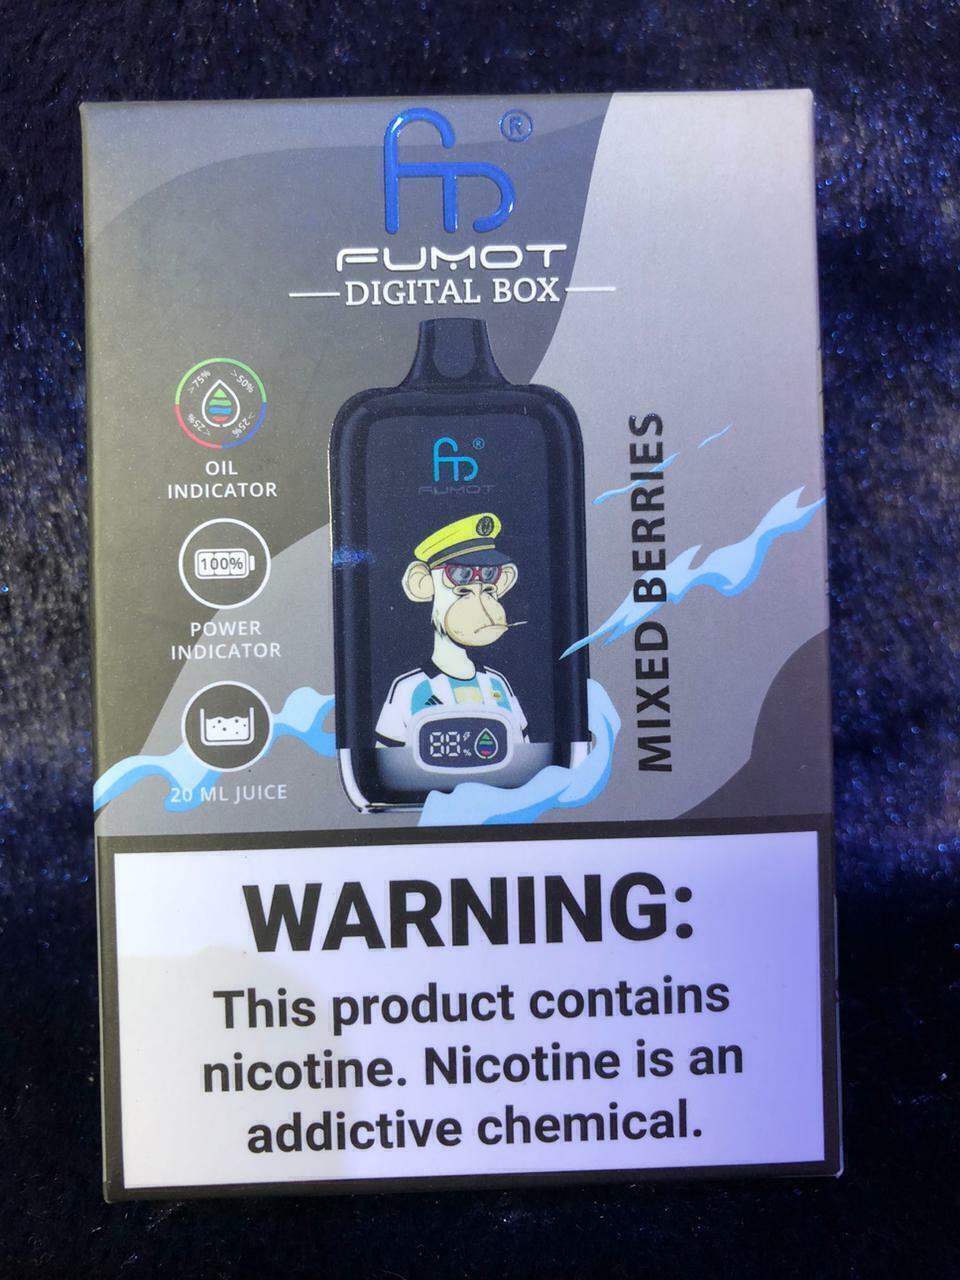 ®
FUMOT
DIGITAL BOX
>75%
>50%
<25%
>25%
OIL
INDICATOR
100%
POWER
INDICATOR
20 ML JUICE
®
FUMOT
88
%
MIXED BERRIES
WARNING:
This product contains
nicotine. Nicotine is an
addictive chemical.